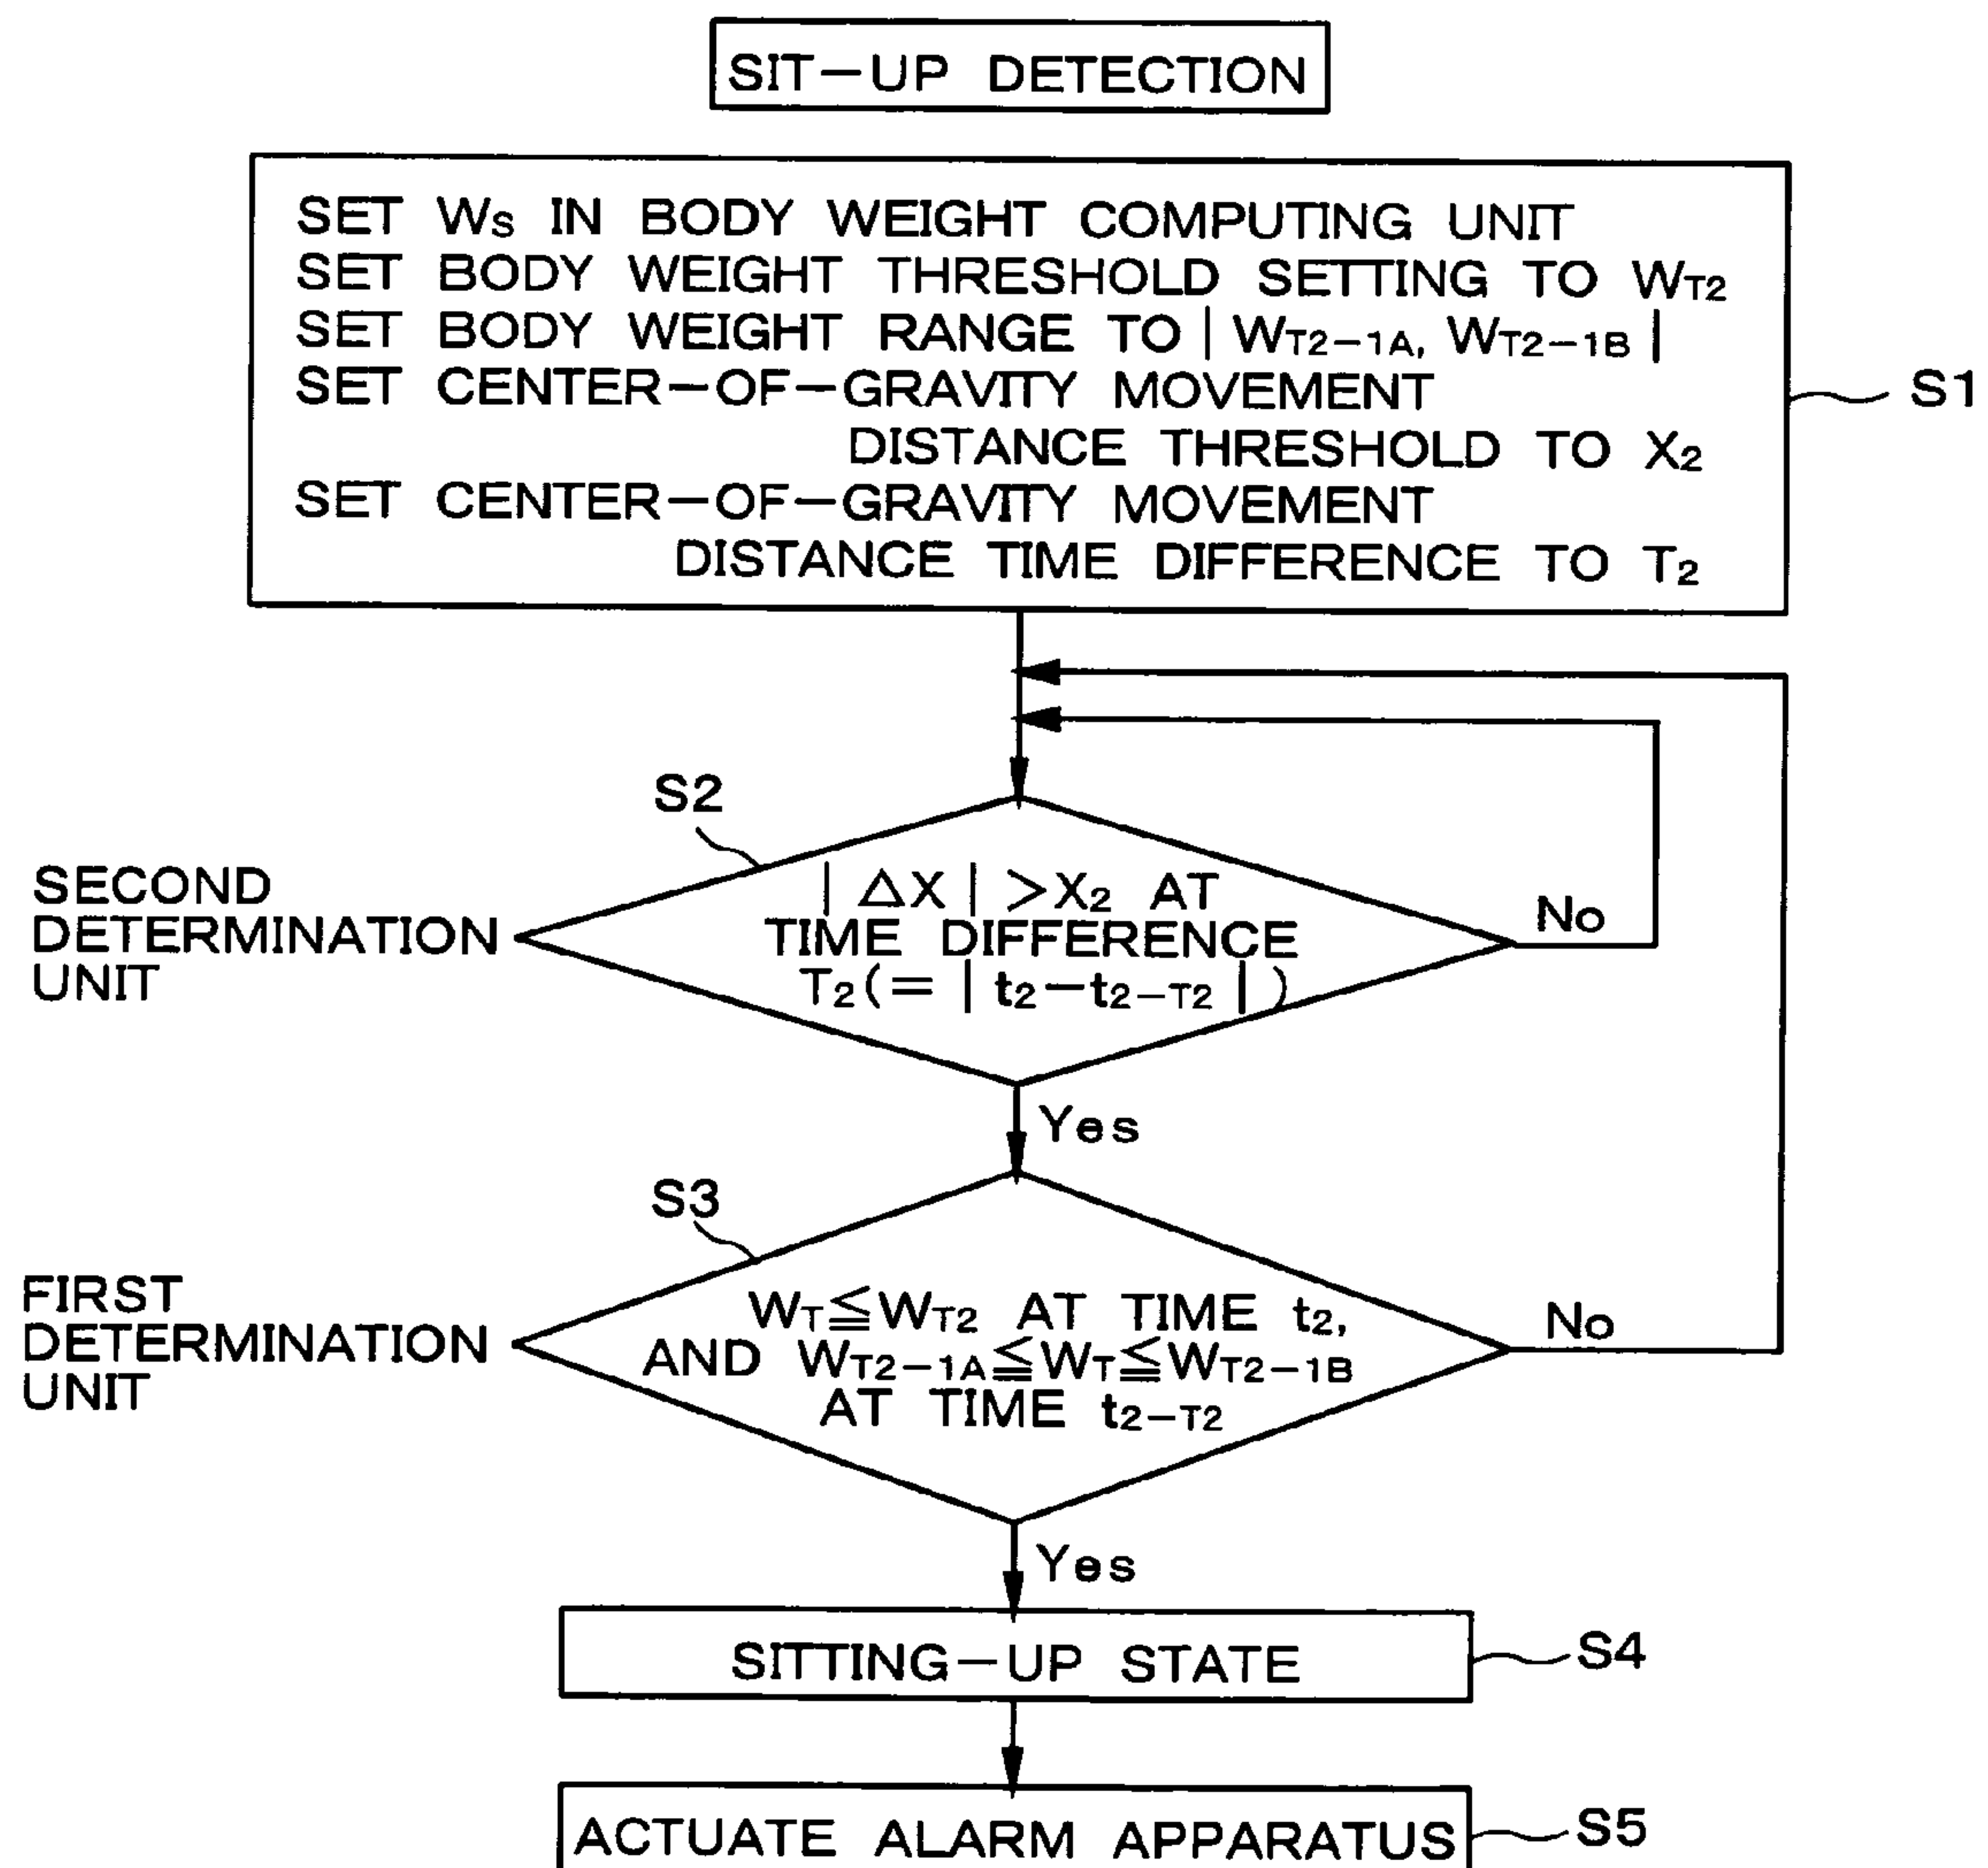 SIT-UP DETECTION
SET WS IN BODY WEIGHT COMPUTING UNIT
SET BODY WEIGHT THRESHOLD SETTING TO WT2
SET BODY WEIGHT RANGE TO | WT2-1A, WT2-1B |
SET CENTER-OF-GRAVITY MOVEMENT
DISTANCE THRESHOLD TO X2
SET CENTER-OF-GRAVITY MOVEMENT
DISTANCE TIME DIFFERENCE TO T2
S1
S2
SECOND
DETERMINATION
UNIT
| △X | >X2 AT
TIME DIFFERENCE
T2(= | t2-t2-T2 | )
No
Yes
S3
FIRST
DETERMINATION
UNIT
WT≦WT2 AT TIME t2,
AND WT2-1A≦WT≦WT2-1B
AT TIME t2-T2
No
Yes
SITTING-UP STATE
S4
ACTUATE ALARM APPARATUS
S5